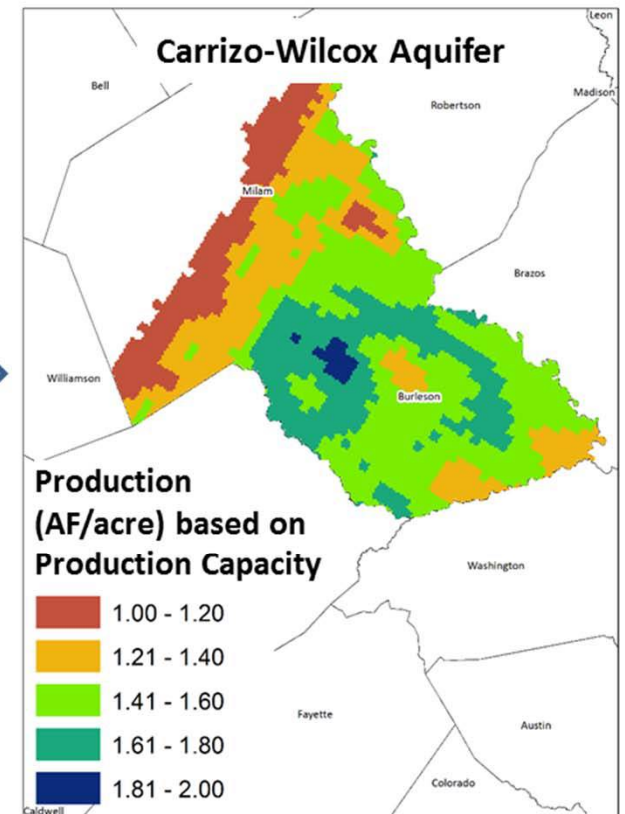 Leon
Carrizo-Wilcox Aquifer
Bell
Madison
Robertson
Milam
Brazos
Williamson
Burleson
Production
(AF/acre) based on
Production Capacity
Washington
1.00 - 1.20
1.21 - 1.40
1.41 - 1.60
Fayette
Austin
1.61 - 1.80
Colorado
1.81 - 2.00
Caldwell